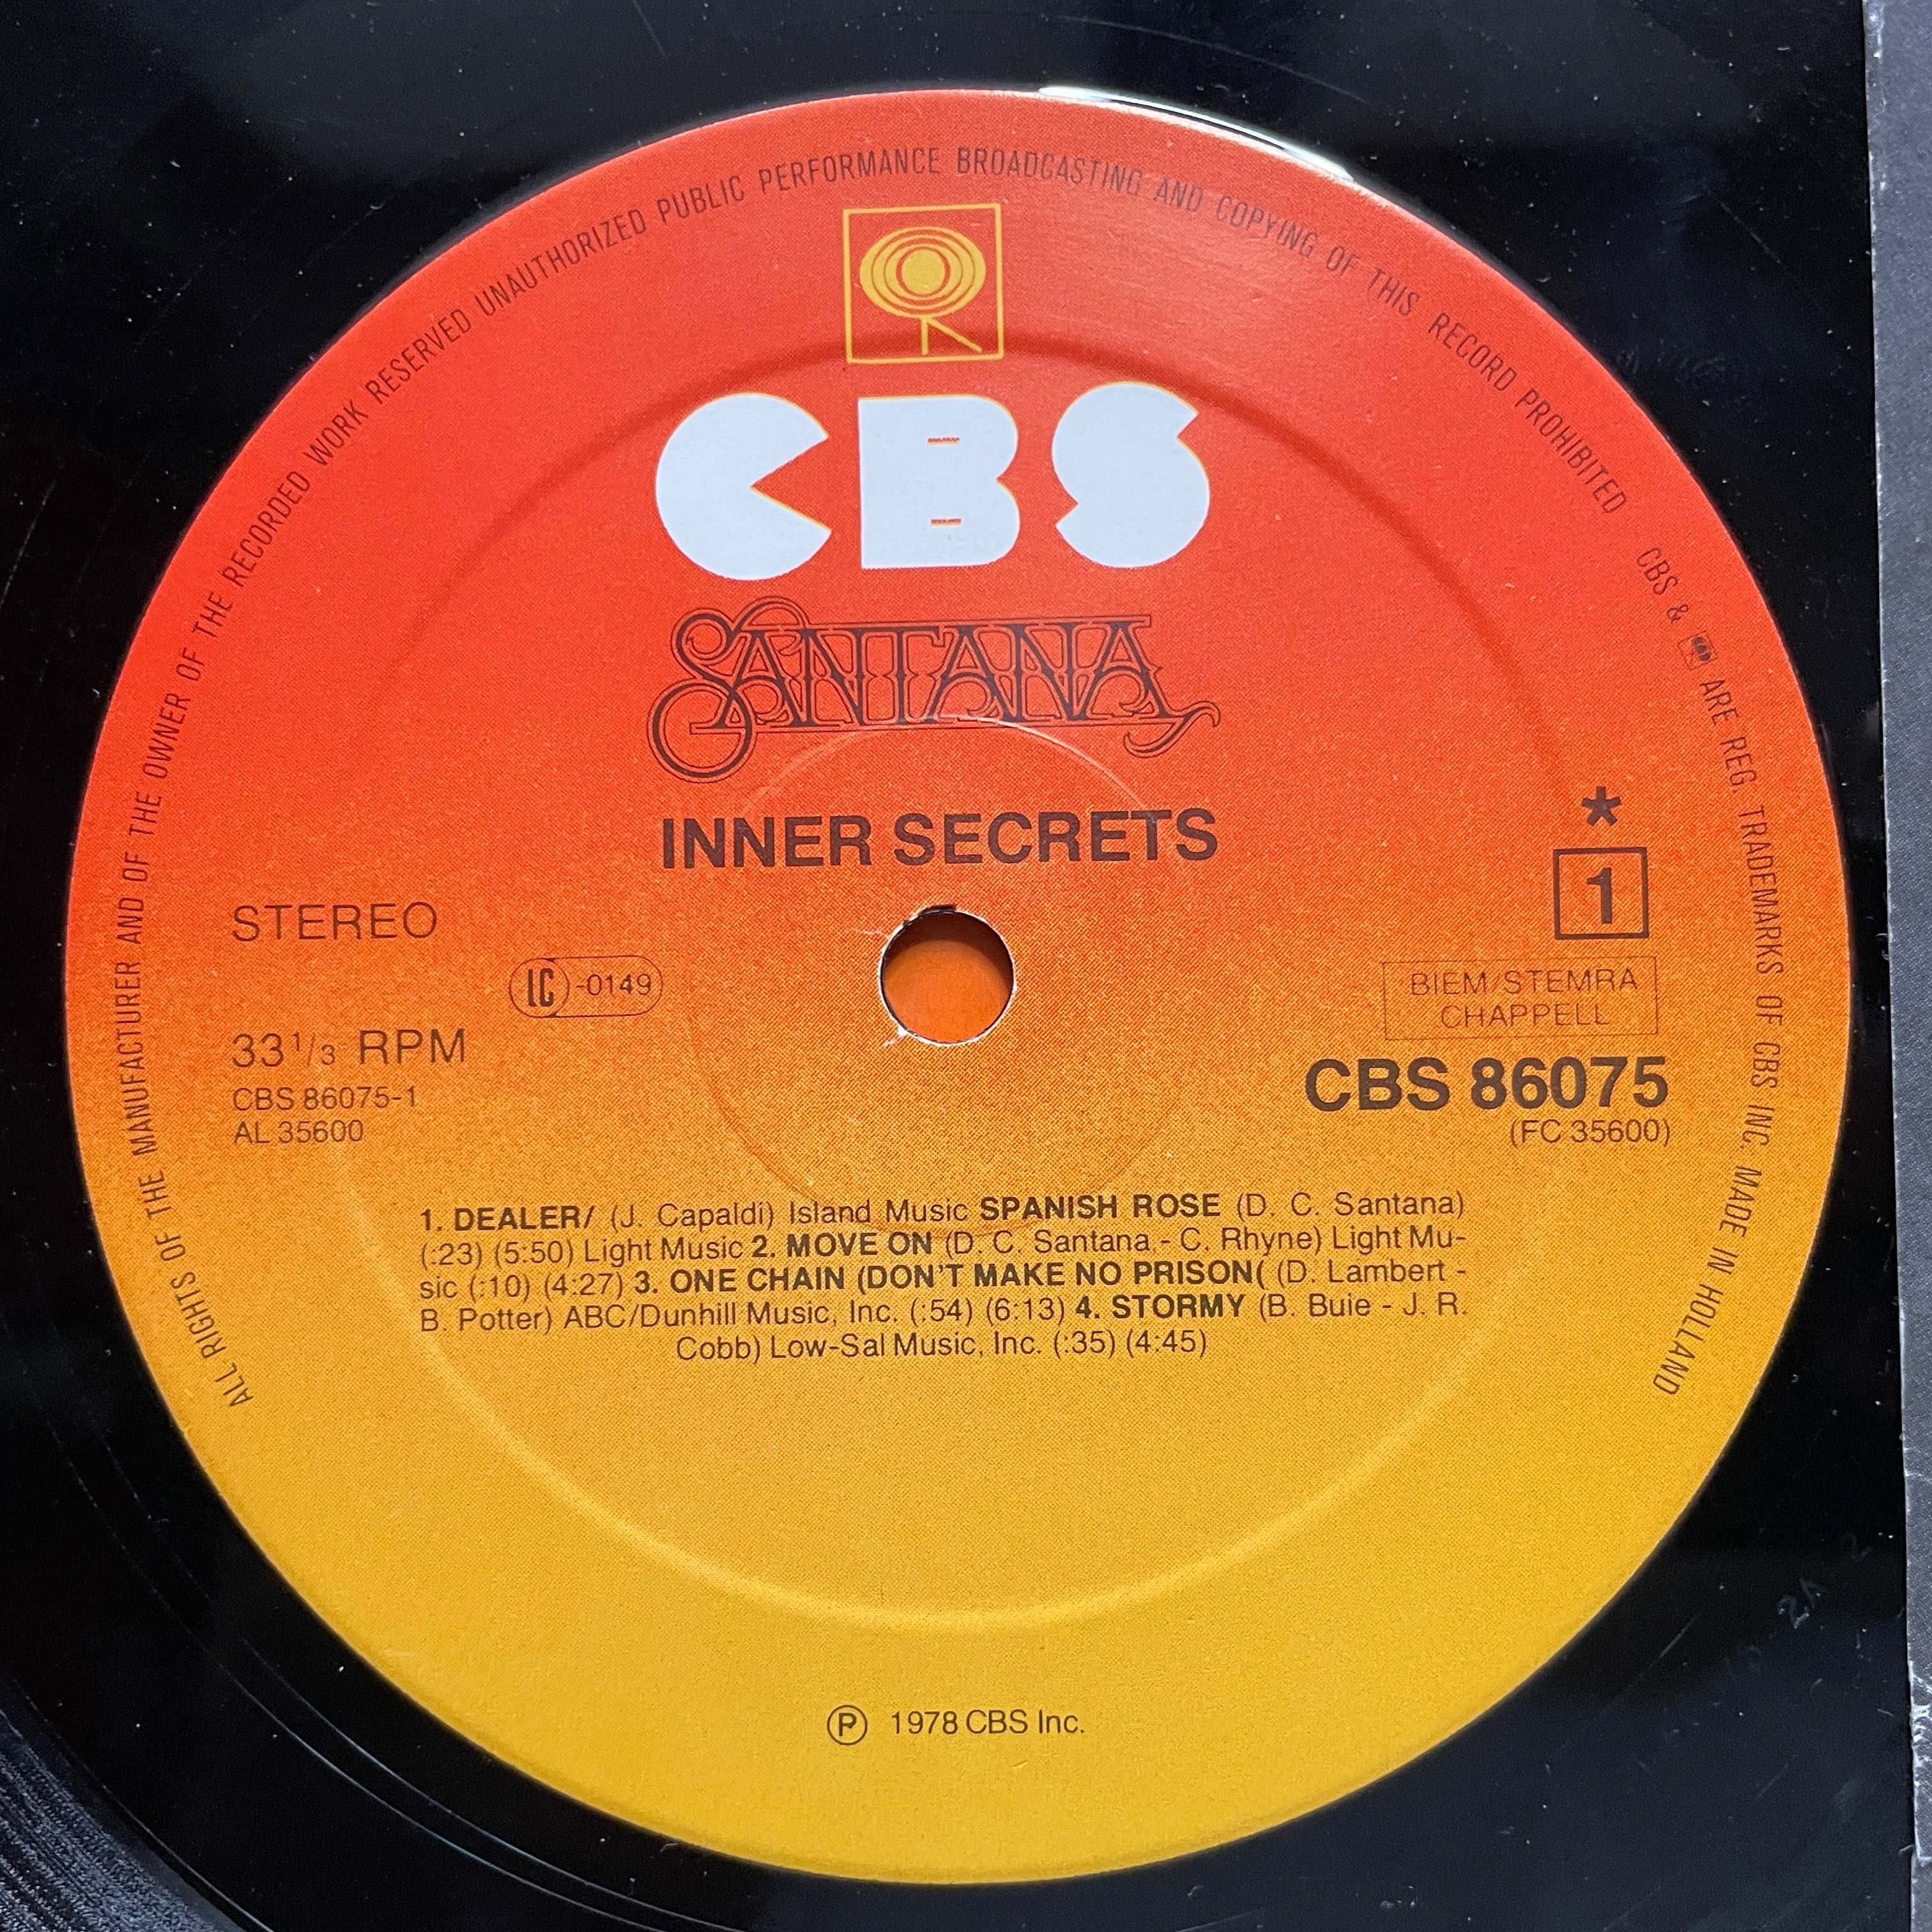 ALL RIGHTS OF THE MANUFACTURER AND OF THE OWNER OF THE RECORDED WORK RESERVED UNAUTHORIZED PUBLIC PERFORMANCE BROADCASTING AND COPYING OF THIS RECORD PROHIBITED CBS & ARE REG. TRADEMARKS OF CBS INC. MADE IN HOLLAND
CBS
SANTANA
INNER SECRETS
*
1
STEREO
LC -0149
BIEM/STEMRA
CHAPPELL
33 1/3 RPM
CBS 86075
CBS 86075-1
(FC 35600)
AL 35600
1. DEALER/ (J. Capaldi) Island Music SPANISH ROSE (D. C. Santana)
(:23) (5:50) Light Music 2. MOVE ON (D. C. Santana - C. Rhyne) Light Mu-
sic (:10) (4:27) 3. ONE CHAIN (DON'T MAKE NO PRISON( (D. Lambert -
B. Potter) ABC/Dunhill Music, Inc. (:54) (6:13) 4. STORMY (B. Buie - J. R.
Cobb) Low-Sal Music, Inc. (:35) (4:45)
Ⓟ 1978 CBS Inc.